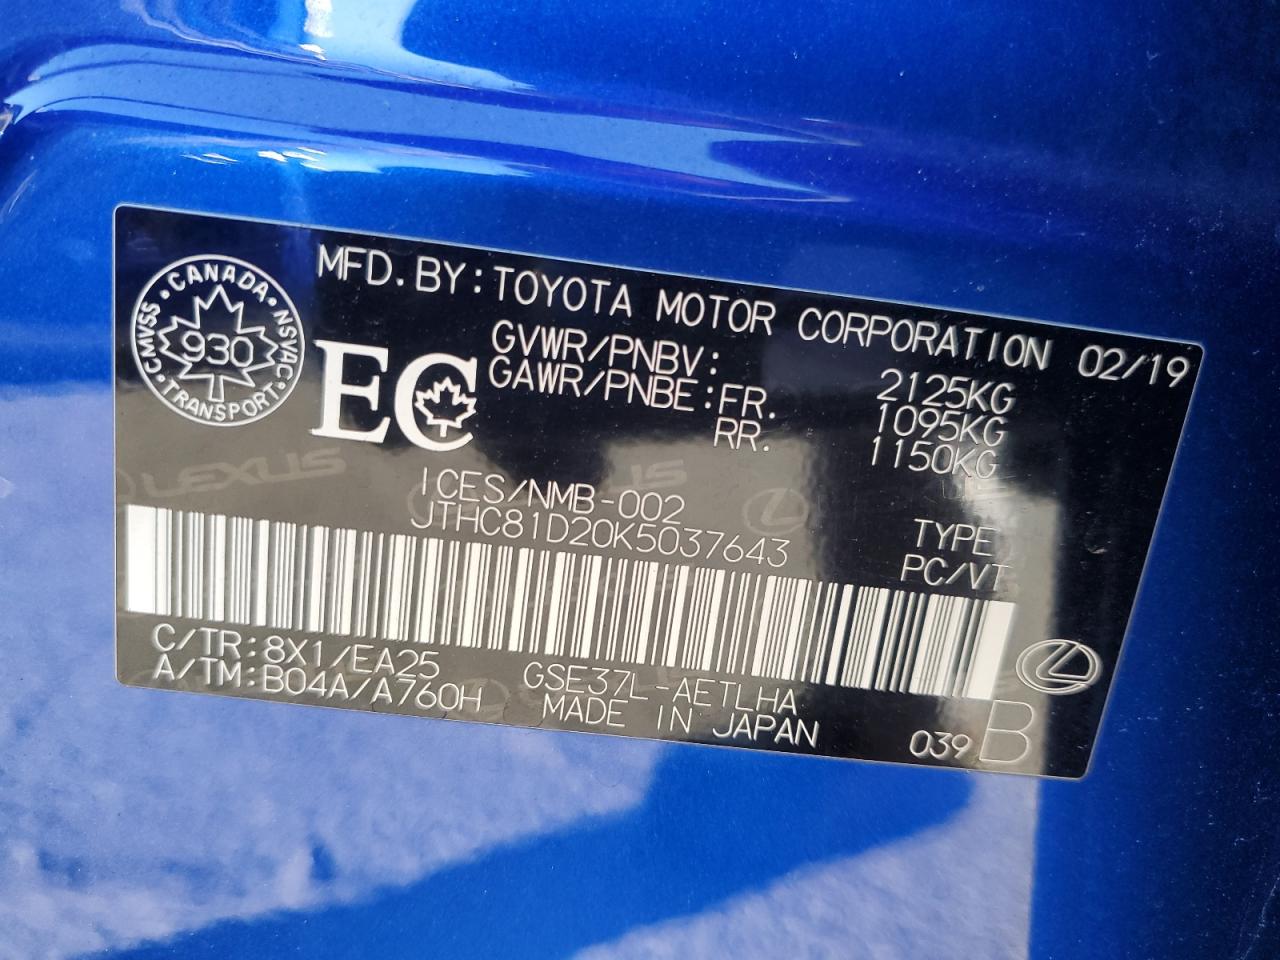 MFD.BY:TOYOTA MOTOR CORPORATION 02/19
CMVSS · CANADA · NSVAC · TRANSPORT ·
930
EC
GVWR/PNBV: 2125KG
GAWR/PNBE:FR. 1095KG
RR. 1150KG
ICES/NMB-002
JTHC81D20K5037643
TYPE
PC/VT
LEXUS
C/TR:8X1/EA25
A/TM:B04A/A760H
GSE37L-AETLHA
MADE IN JAPAN
039 B